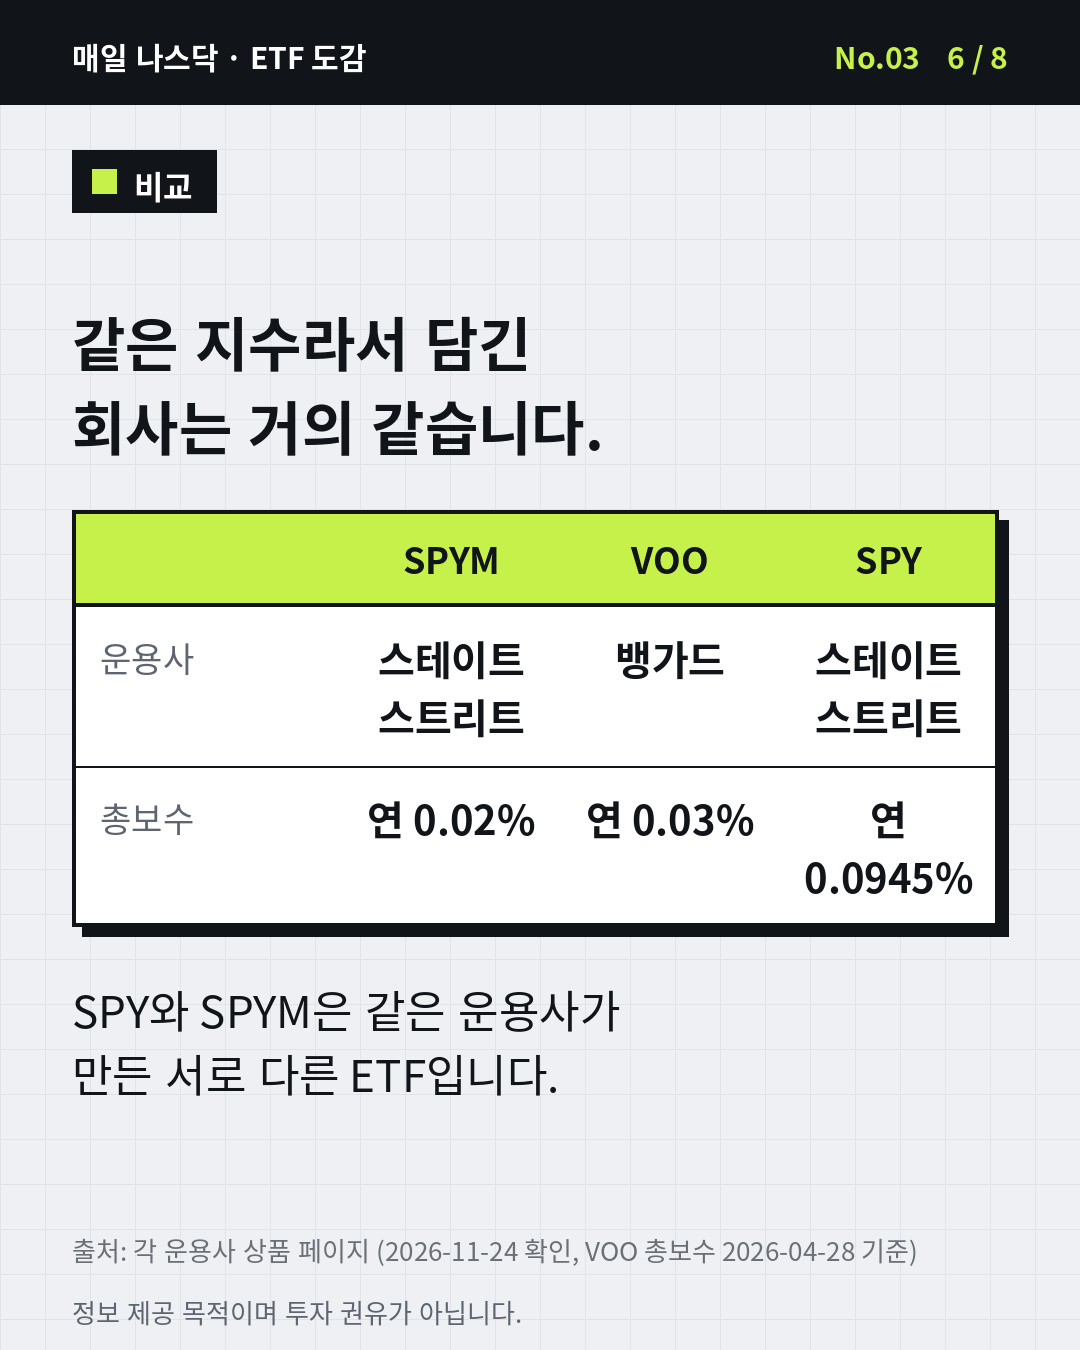 매일 나스닥 · ETF 도감
No.03 6 / 8
비교
같은 지수라서 담긴
회사는 거의 같습니다.
SPYM VOO SPY
운용사 스테이트 뱅가드 스테이트
스트리트 스트리트
총보수 연 0.02% 연 0.03% 연
0.0945%
SPY와 SPYM은 같은 운용사가
만든 서로 다른 ETF입니다.
출처: 각 운용사 상품 페이지 (2026-11-24 확인, VOO 총보수 2026-04-28 기준)
정보 제공 목적이며 투자 권유가 아닙니다.